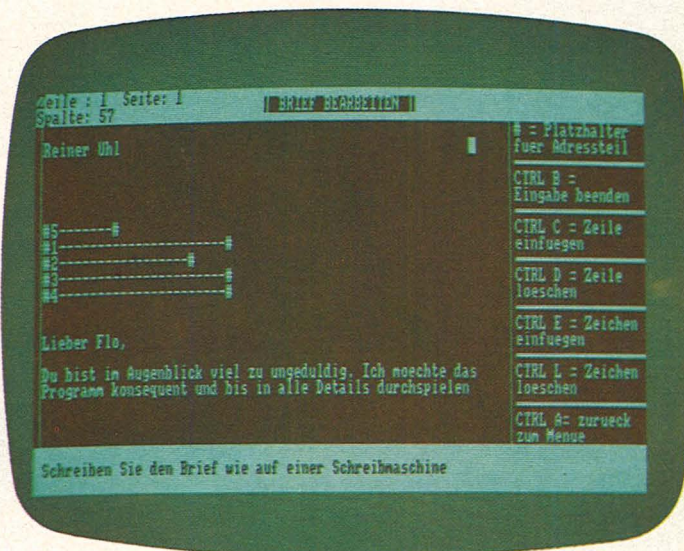 Zeile : 1 Seite: 1
Spalte: 57
BRIEF BEARBEITEN
Reiner Uhl
#5-------#
#1----------------------#
#2-----------------#
#3----------------------#
#4----------------------#
Lieber Flo,
Du bist im Augenblick viel zu ungeduldig. Ich moechte das
Programm konsequent und bis in alle Details durchspielen
# = Platzhalter
fuer Adressteil
CTRL B =
Eingabe beenden
CTRL C = Zeile
einfuegen
CTRL D = Zeile
loeschen
CTRL E = Zeichen
einfuegen
CTRL L = Zeichen
loeschen
CTRL A= zurueck
zum Menue
Schreiben Sie den Brief wie auf einer Schreibmaschine